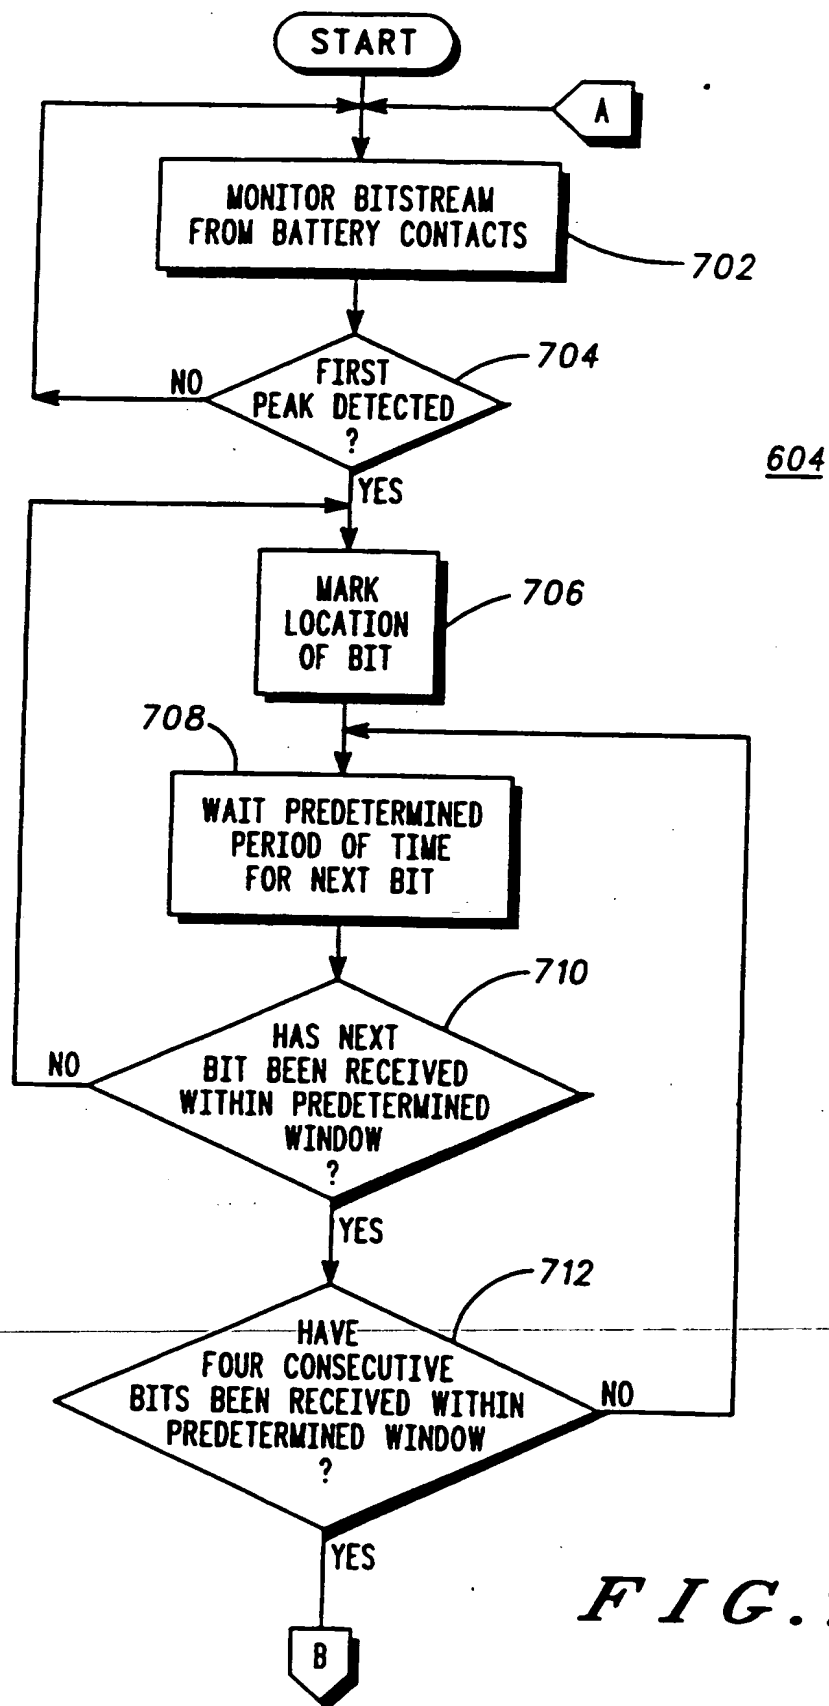 START
A
MONITOR BITSTREAM
FROM BATTERY CONTACTS
702
704
FIRST
PEAK DETECTED
?
NO
YES
604
MARK
LOCATION
OF BIT
706
708
WAIT PREDETERMINED
PERIOD OF TIME
FOR NEXT BIT
710
HAS NEXT
BIT BEEN RECEIVED
WITHIN PREDETERMINED
WINDOW
?
NO
YES
712
HAVE
FOUR CONSECUTIVE
BITS BEEN RECEIVED WITHIN
PREDETERMINED WINDOW
?
NO
YES
B
FIG.